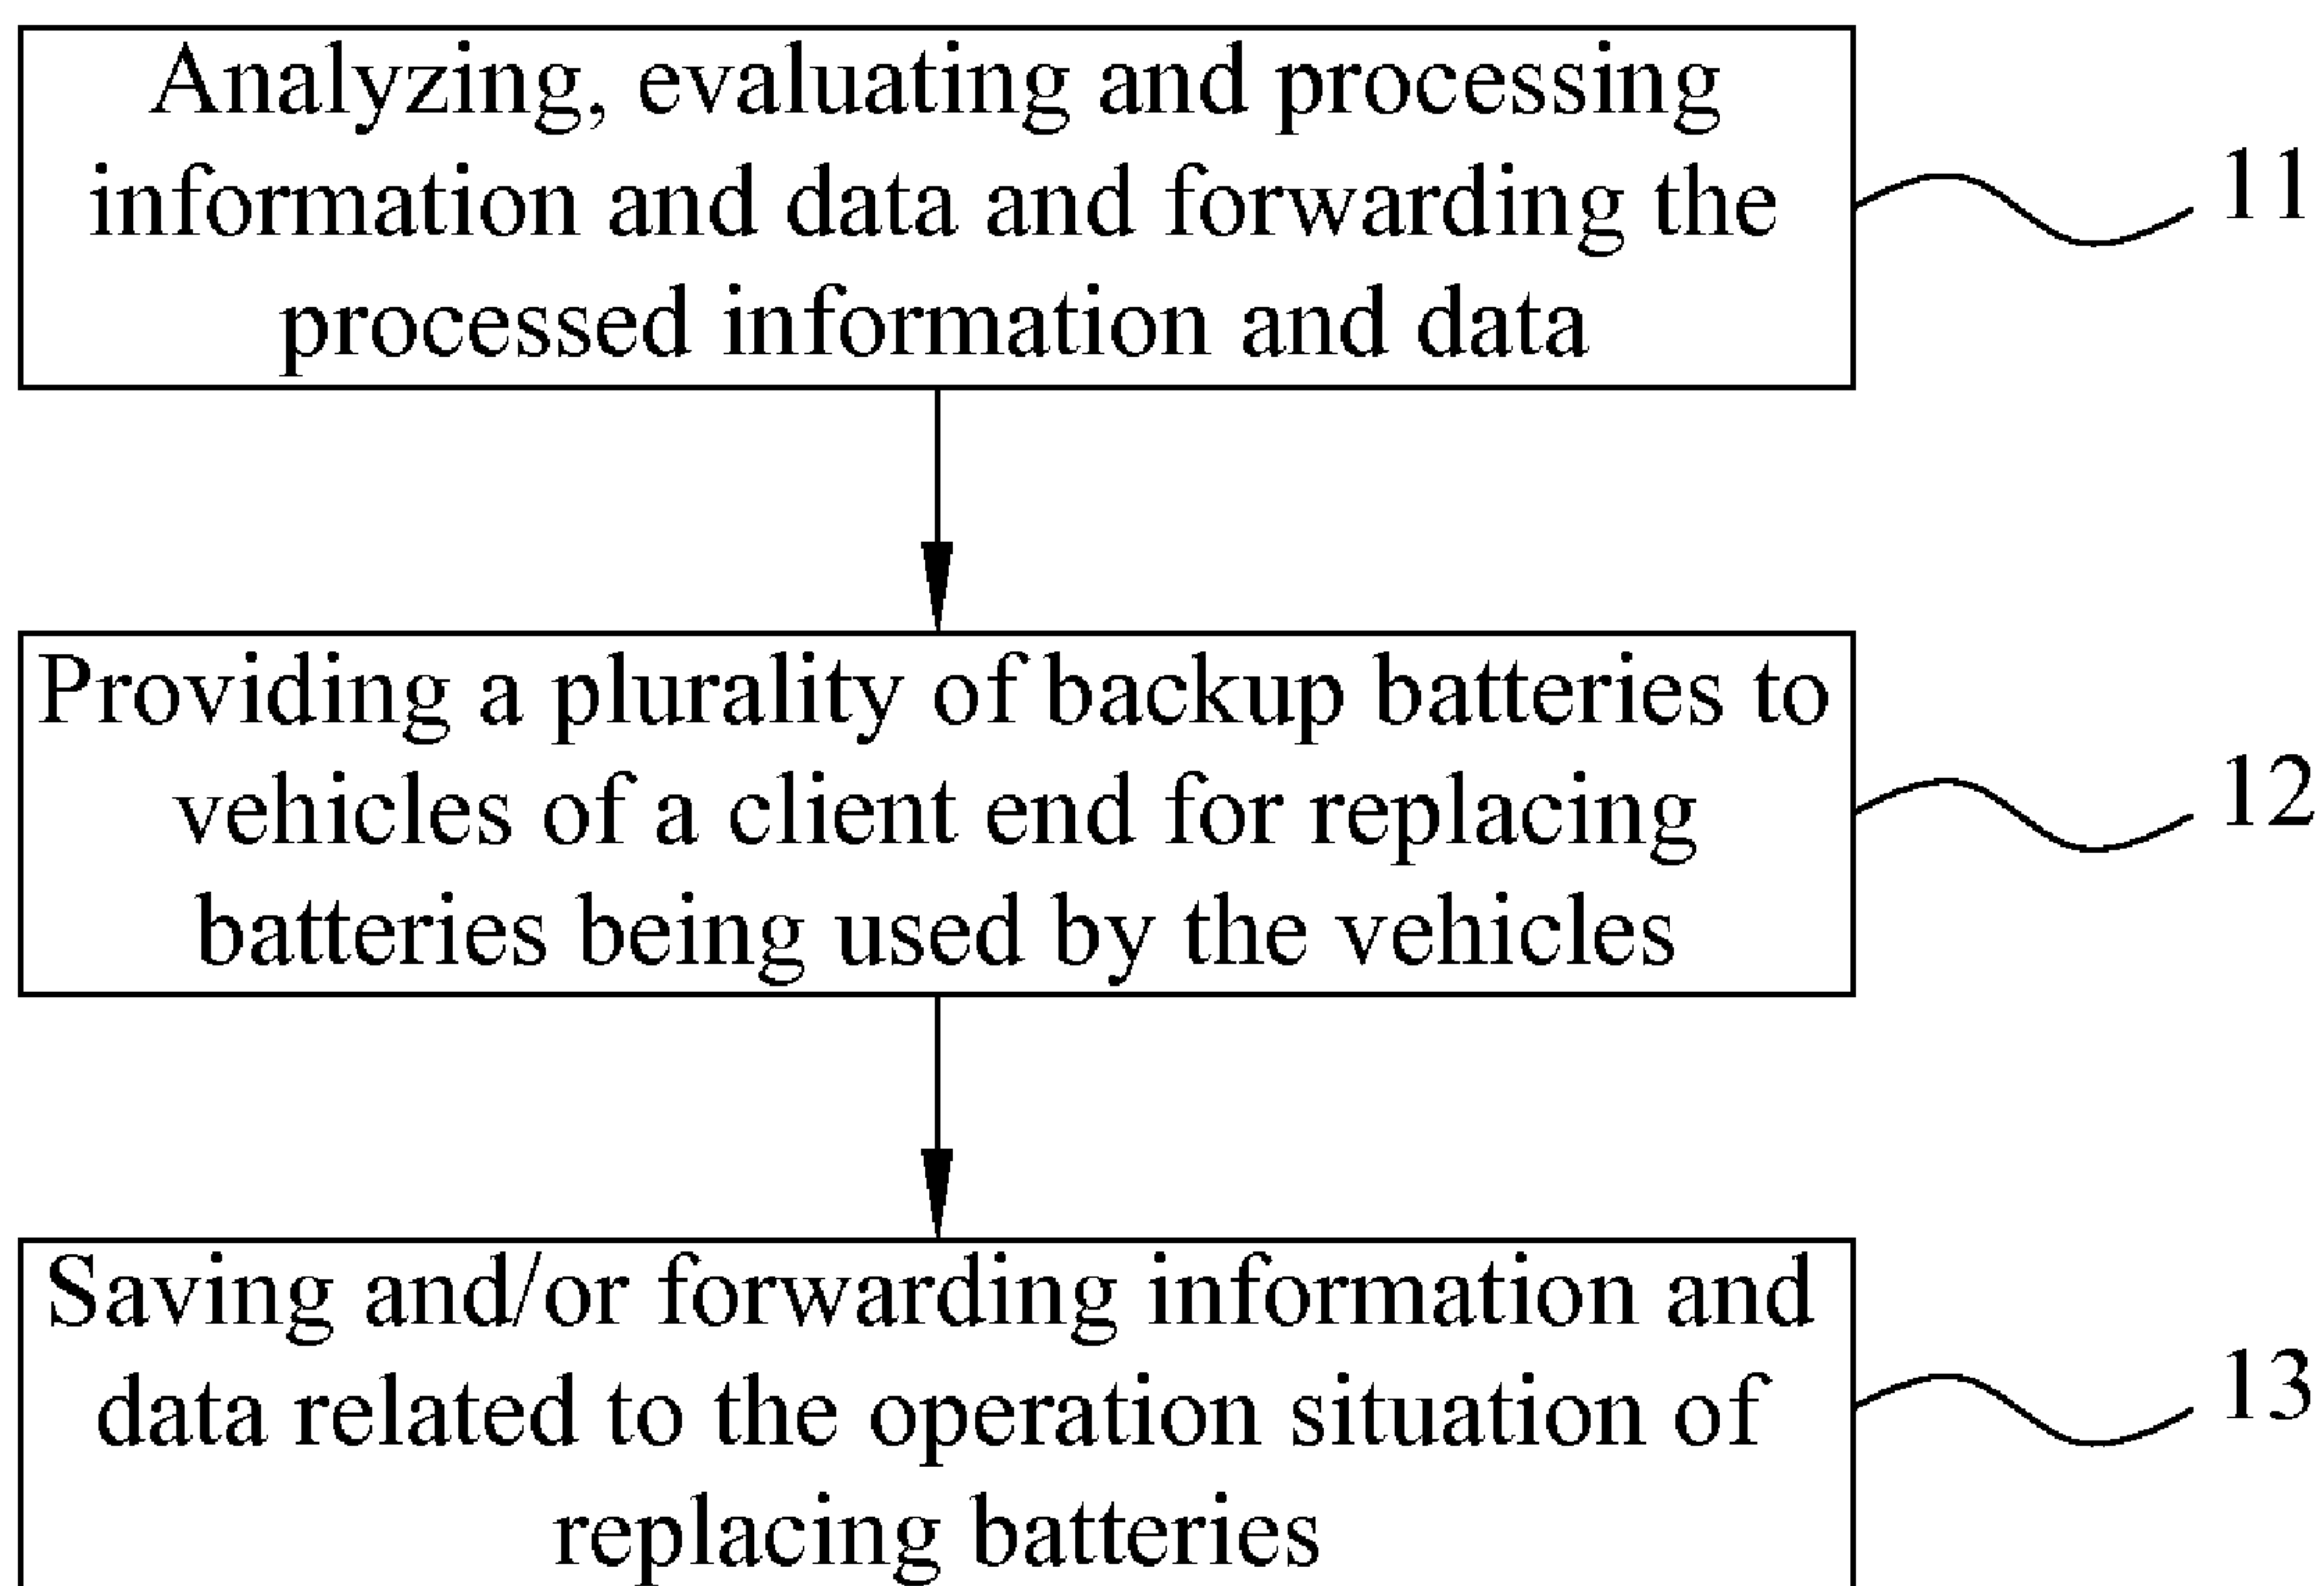 Analyzing, evaluating and processing
information and data and forwarding the
processed information and data
11
Providing a plurality of backup batteries to
vehicles of a client end for replacing
batteries being used by the vehicles
12
Saving and/or forwarding information and
data related to the operation situation of
replacing batteries
13